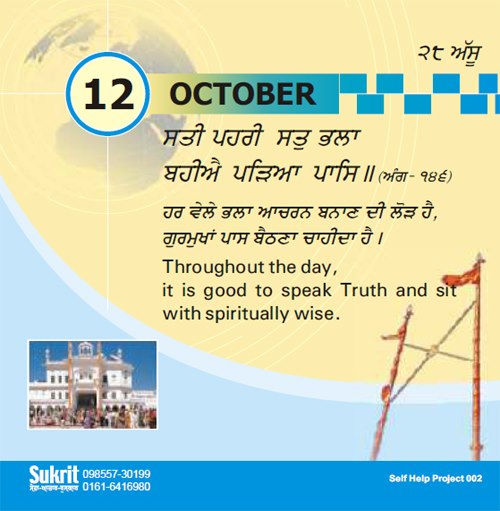 ੨੮ ਅੱਸੂ
12 OCTOBER
ਸਤੀ ਪਹਰੀ ਸਤੁ ਭਲਾ
ਬਹੀਐ ਪੜਿਆ ਪਾਸਿ॥ (ਅੰਗ- ੧੪੬)
ਹਰ ਵੇਲੇ ਭਲਾ ਆਚਰਨ ਬਨਾਣ ਦੀ ਲੋੜ ਹੈ,
ਗੁਰਮੁਖਾਂ ਪਾਸ ਬੈਠਣਾ ਚਾਹੀਦਾ ਹੈ।
Throughout the day,
it is good to speak Truth and sit
with spiritually wise.
Sukrit 098557-30199
ਸੇਵਾ-ਆਚਾਰ-ਰੁਜ਼ਗਾਰ 0161-6416980
Self Help Project 002